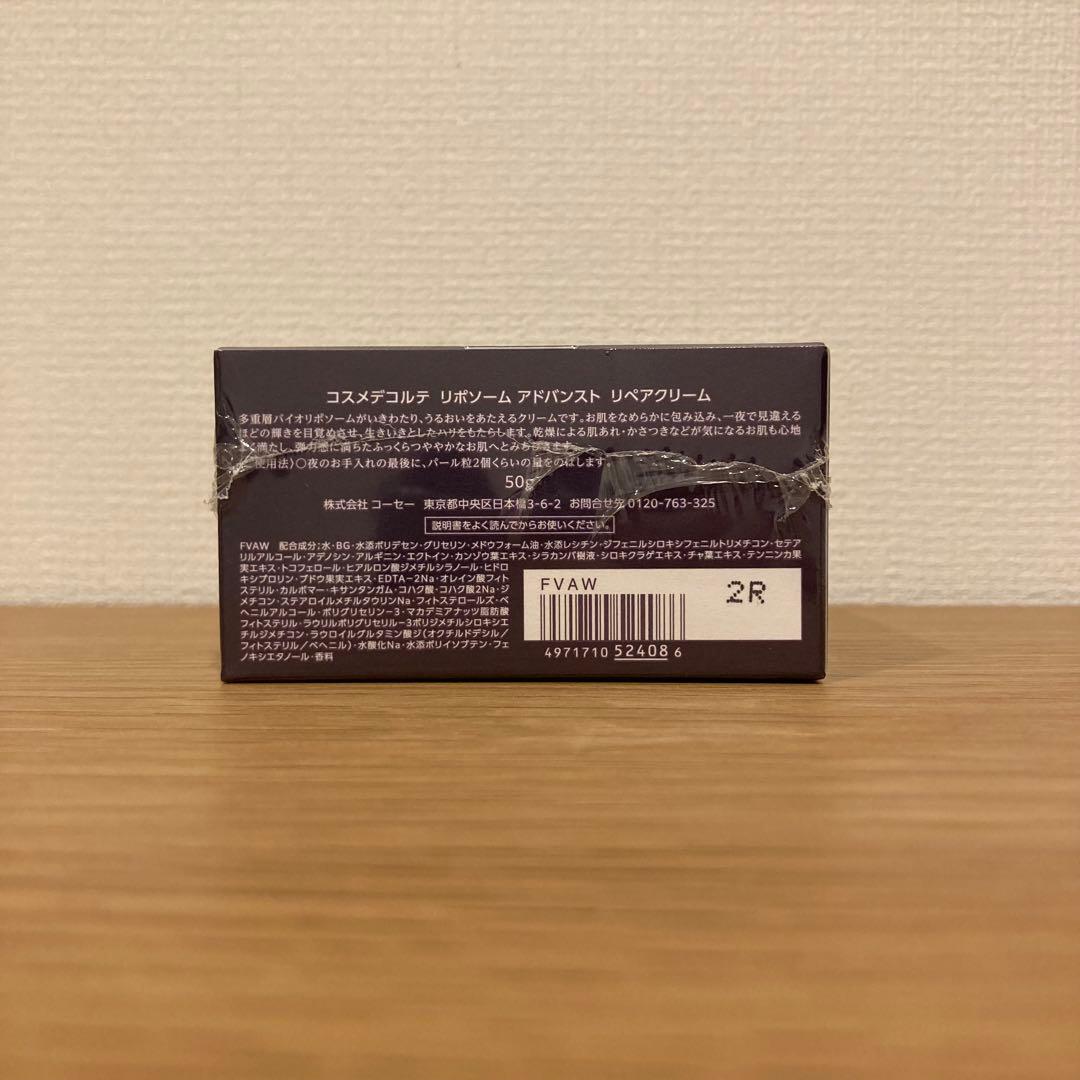 コスメデコルテ リポソーム アドバンスト リペアクリーム
多重層バイオリポソームがいきわたり、うるおいをあたえるクリームです。お肌をなめらかに包み込み、一夜で見違える
ほどの輝きを目覚めさせ、生きいきとしたハリをもたらします。乾燥による肌あれ・かさつきなどが気になるお肌も心地
よく満たし、弾力感に満ちたふっくらつややかなお肌へとみちびきます。
〈使用法〉○夜のお手入れの最後に、パール粒2個くらいの量をのばします。
50g
株式会社 コーセー 東京都中央区日本橋3-6-2 お問合せ先 0120-763-325
説明書をよく読んでからお使いください。
FVAW 配合成分:水・BG・水添ポリデセン・グリセリン・メドウフォーム油・水添レシチン・ジフェニルシロキシフェニルトリメチコン・セテア
リルアルコール・アデノシン・アルギニン・エクトイン・カンゾウ葉エキス・シラカンバ樹液・シロキクラゲエキス・チャ葉エキス・テンニンカ果
実エキス・トコフェロール・ヒアルロン酸ジメチルシラノール・ヒドロ
キシプロリン・ブドウ果実エキス・EDTA-2Na・オレイン酸フィト
ステリル・カルボマー・キサンタンガム・コハク酸・コハク酸2Na・ジ
メチコン・ステアロイルメチルタウリンNa・フィトステロールズ・ベ
ヘニルアルコール・ポリグリセリン-3・マカデミアナッツ脂肪酸
フィトステリル・ラウリルポリグリセリル-3ポリジメチルシロキシエ
チルジメチコン・ラウロイルグルタミン酸ジ(オクチルドデシル/
フィトステリル/ベヘニル)・水酸化Na・水添ポリイソブテン・フェ
ノキシエタノール・香料
FVAW
2R
4971710 52408 6